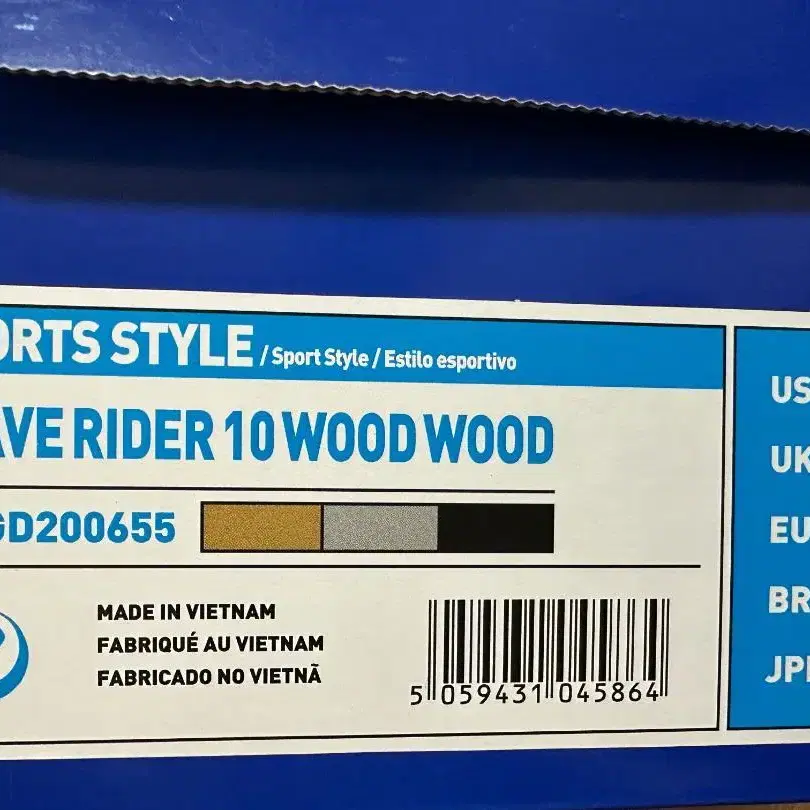 ORTS STYLE / Sport Style / Estilo esportivo
AVE RIDER 10 WOOD WOOD
GD200655
MADE IN VIETNAM
FABRIQUÉ AU VIETNAM
FABRICADO NO VIETNÃ
5 059431 045864
US
UK
EU
BR
JP